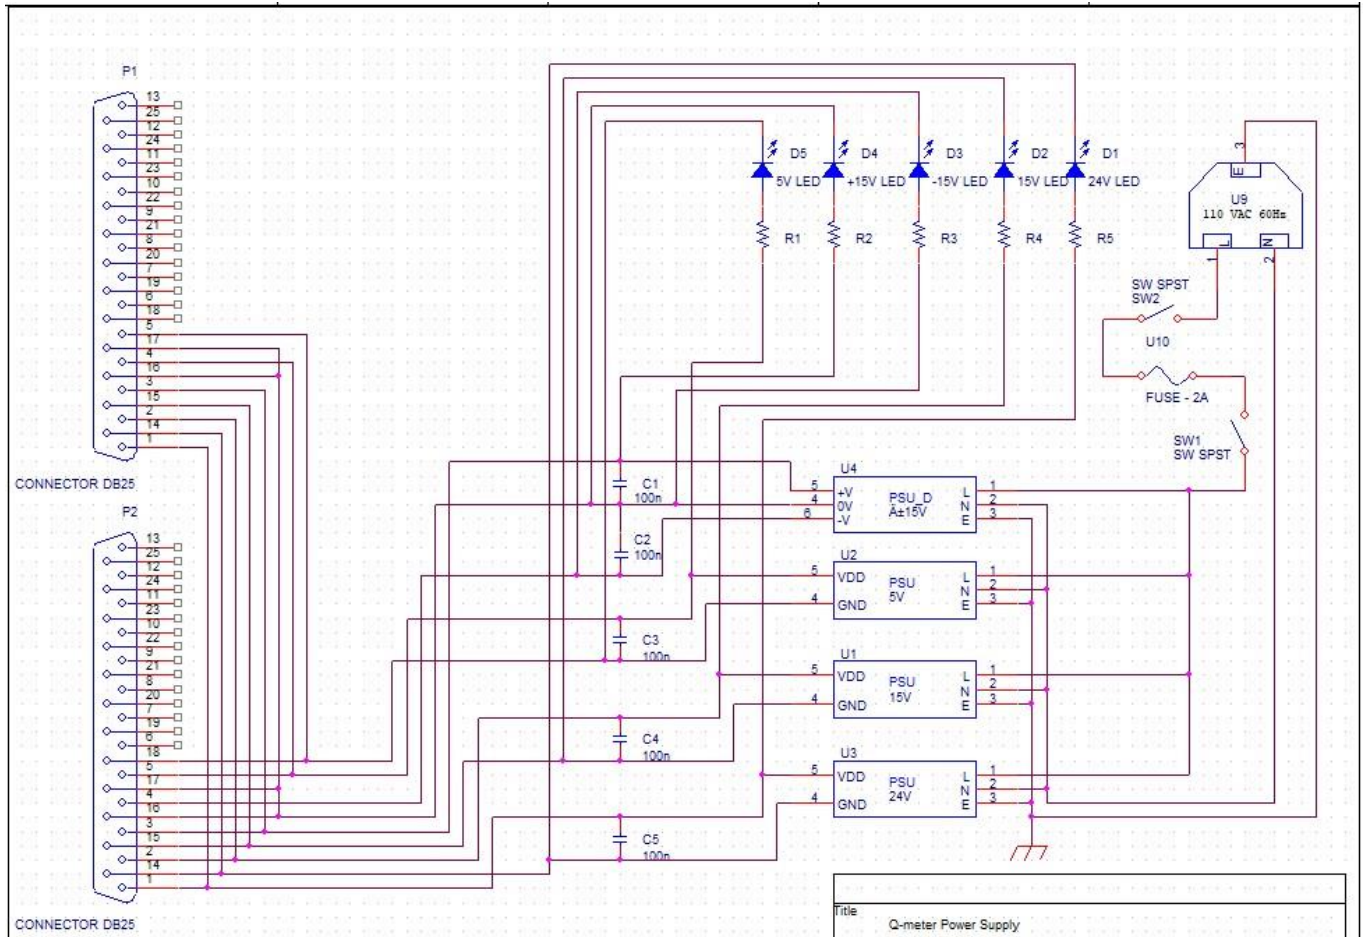 P1
13
25
12
24
11
23
10
22
9
21
8
20
7
19
6
18
5
17
4
16
3
15
2
14
1
CONNECTOR DB25
P2
13
25
12
24
11
23
10
22
9
21
8
20
7
19
6
18
5
17
4
16
3
15
2
14
1
CONNECTOR DB25
D5
5V LED
D4
+15V LED
D3
-15V LED
D2
15V LED
D1
24V LED
R1
R2
R3
R4
R5
3
E
U9
110 VAC 60Hz
L
N
1
2
SW SPST
SW2
U10
FUSE - 2A
SW1
SW SPST
C1
100n
C2
100n
C3
100n
C4
100n
C5
100n
U4
5 +V PSU_D L 1
4 0V Â±15V N 2
6 -V E 3
U2
5 VDD PSU L 1
5V N 2
4 GND E 3
U1
5 VDD PSU L 1
15V N 2
4 GND E 3
U3
5 VDD PSU L 1
24V N 2
4 GND E 3
Title
Q-meter Power Supply